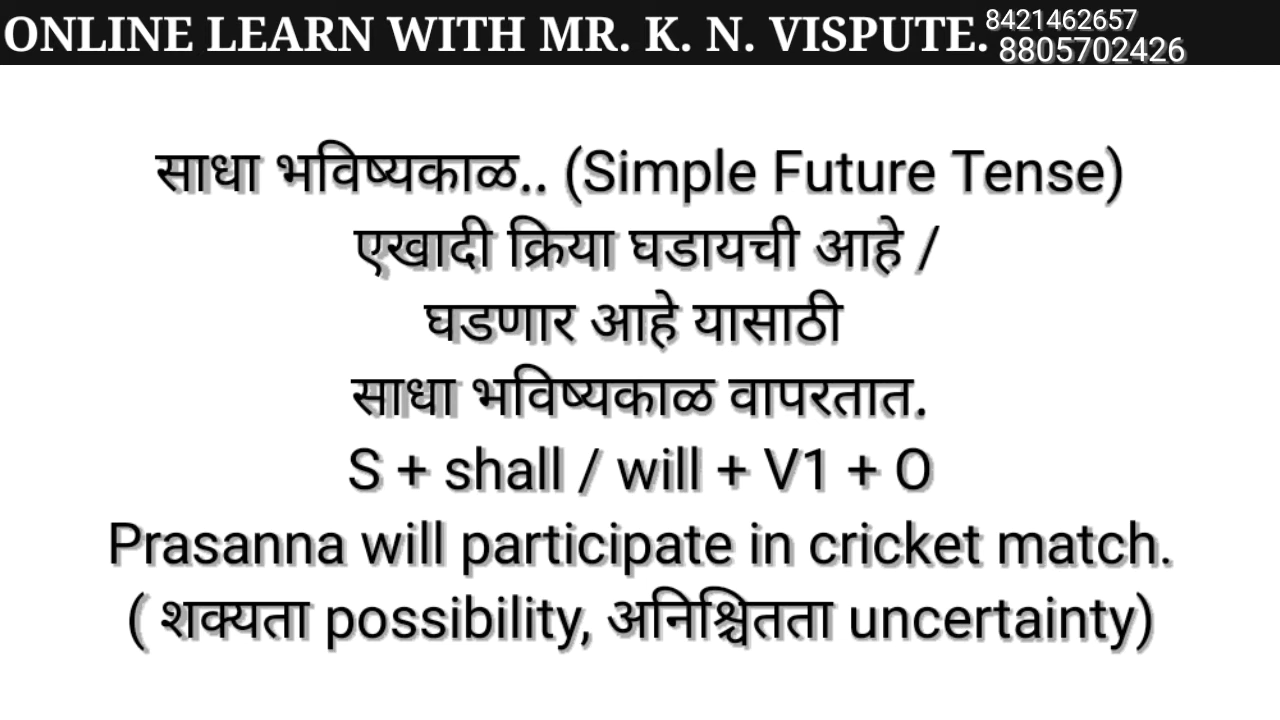 ONLINE LEARN WITH MR. K. N. VISPUTE. 8421462657
8805702426
साधा भविष्यकाळ.. (Simple Future Tense)
एखादी क्रिया घडायची आहे /
घडणार आहे यासाठी
साधा भविष्यकाळ वापरतात.
S + shall / will + V1 + O
Prasanna will participate in cricket match.
( शक्यता possibility, अनिश्चितता uncertainty)